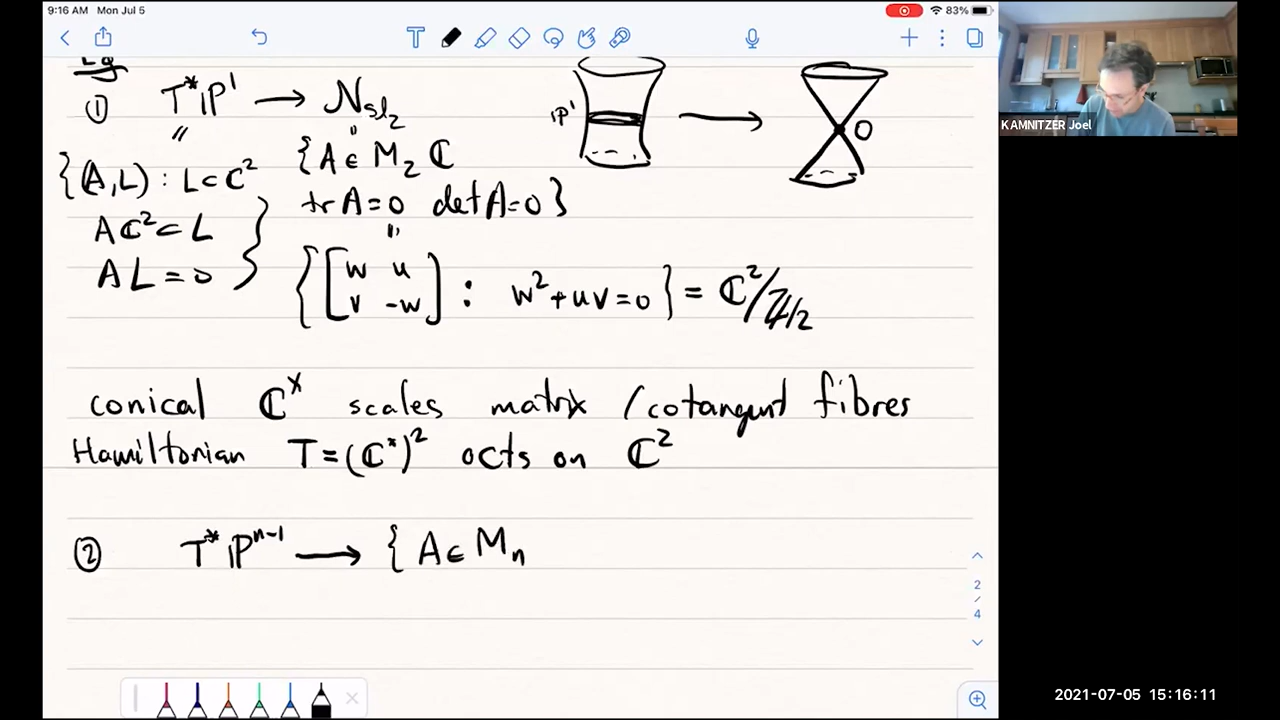 9:16 AM Mon Jul 5
83%
Eg
① T*ℙ¹ → 𝒩_sl₂
"
"
{(A,L) : L ⊂ ℂ²
Aℂ² ⊂ L
AL = 0 }
{A ∈ M₂ ℂ
tr A = 0 det A = 0}
"
{[w u
v -w] : w² + uv = 0} = ℂ²/ℤ/2
ℙ¹ → 0
conical ℂ^× scales matrix / cotangent fibres
Hamiltonian T = (ℂ^×)² acts on ℂ²
② T*ℙ^{n-1} → { A ∈ Mₙ
2
/
4
KAMNITZER Joel
2021-07-05 15:16:11